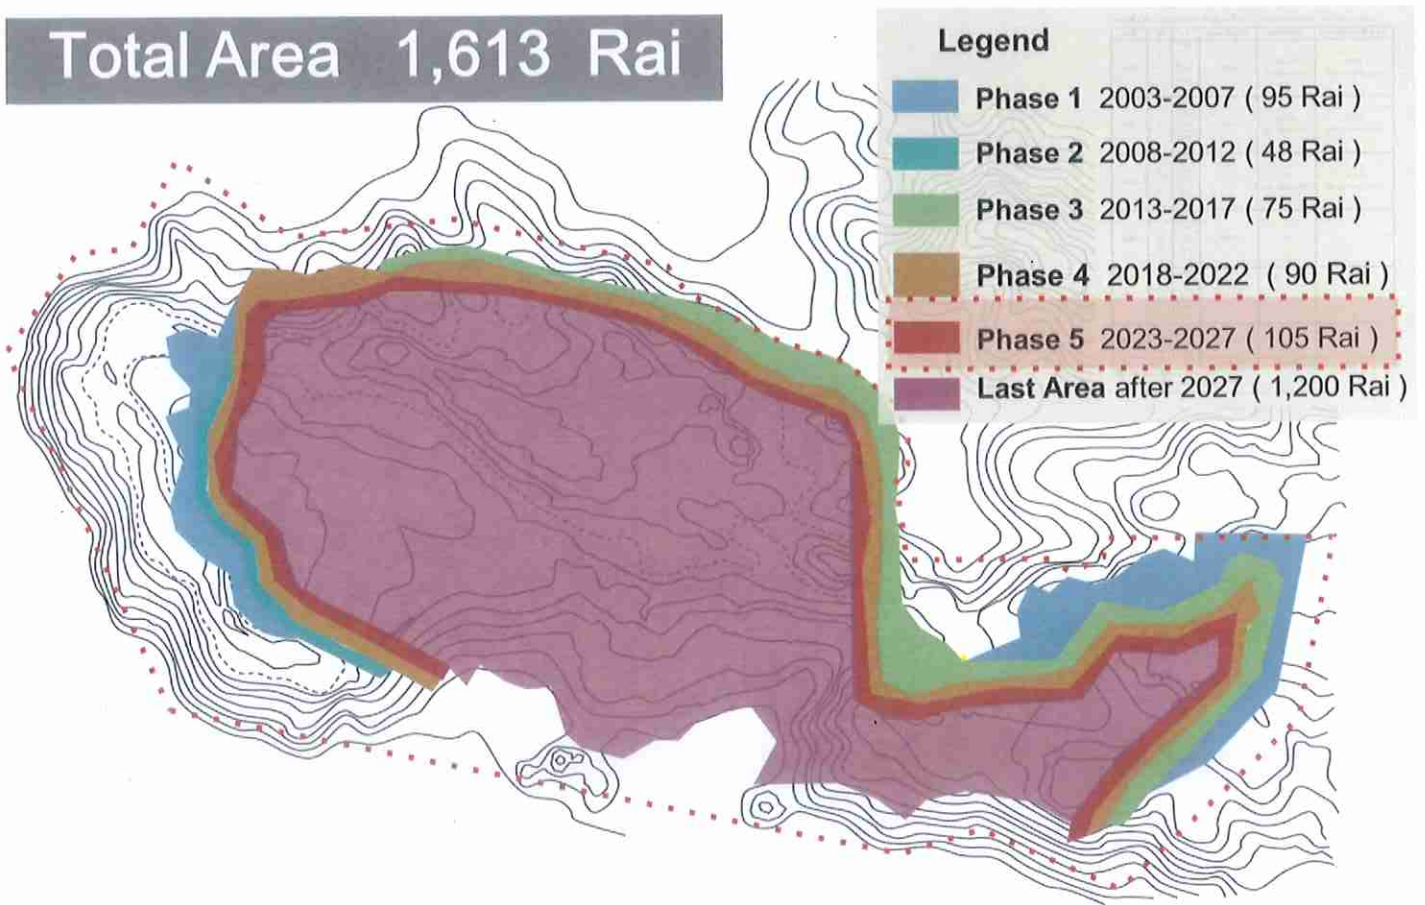 Total Area 1,613 Rai
Legend
Phase 1 2003-2007 ( 95 Rai )
Phase 2 2008-2012 ( 48 Rai )
Phase 3 2013-2017 ( 75 Rai )
Phase 4 2018-2022 ( 90 Rai )
Phase 5 2023-2027 ( 105 Rai )
Last Area after 2027 ( 1,200 Rai )